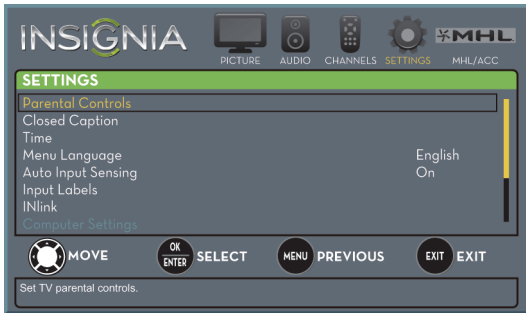 INSIGNIA
PICTURE AUDIO CHANNELS SETTINGS MHL/ACC
MHL
SETTINGS
Parental Controls
Closed Caption
Time
Menu Language English
Auto Input Sensing On
Input Labels
INlink
Computer Settings
MOVE OK ENTER SELECT MENU PREVIOUS EXIT EXIT
Set TV parental controls.